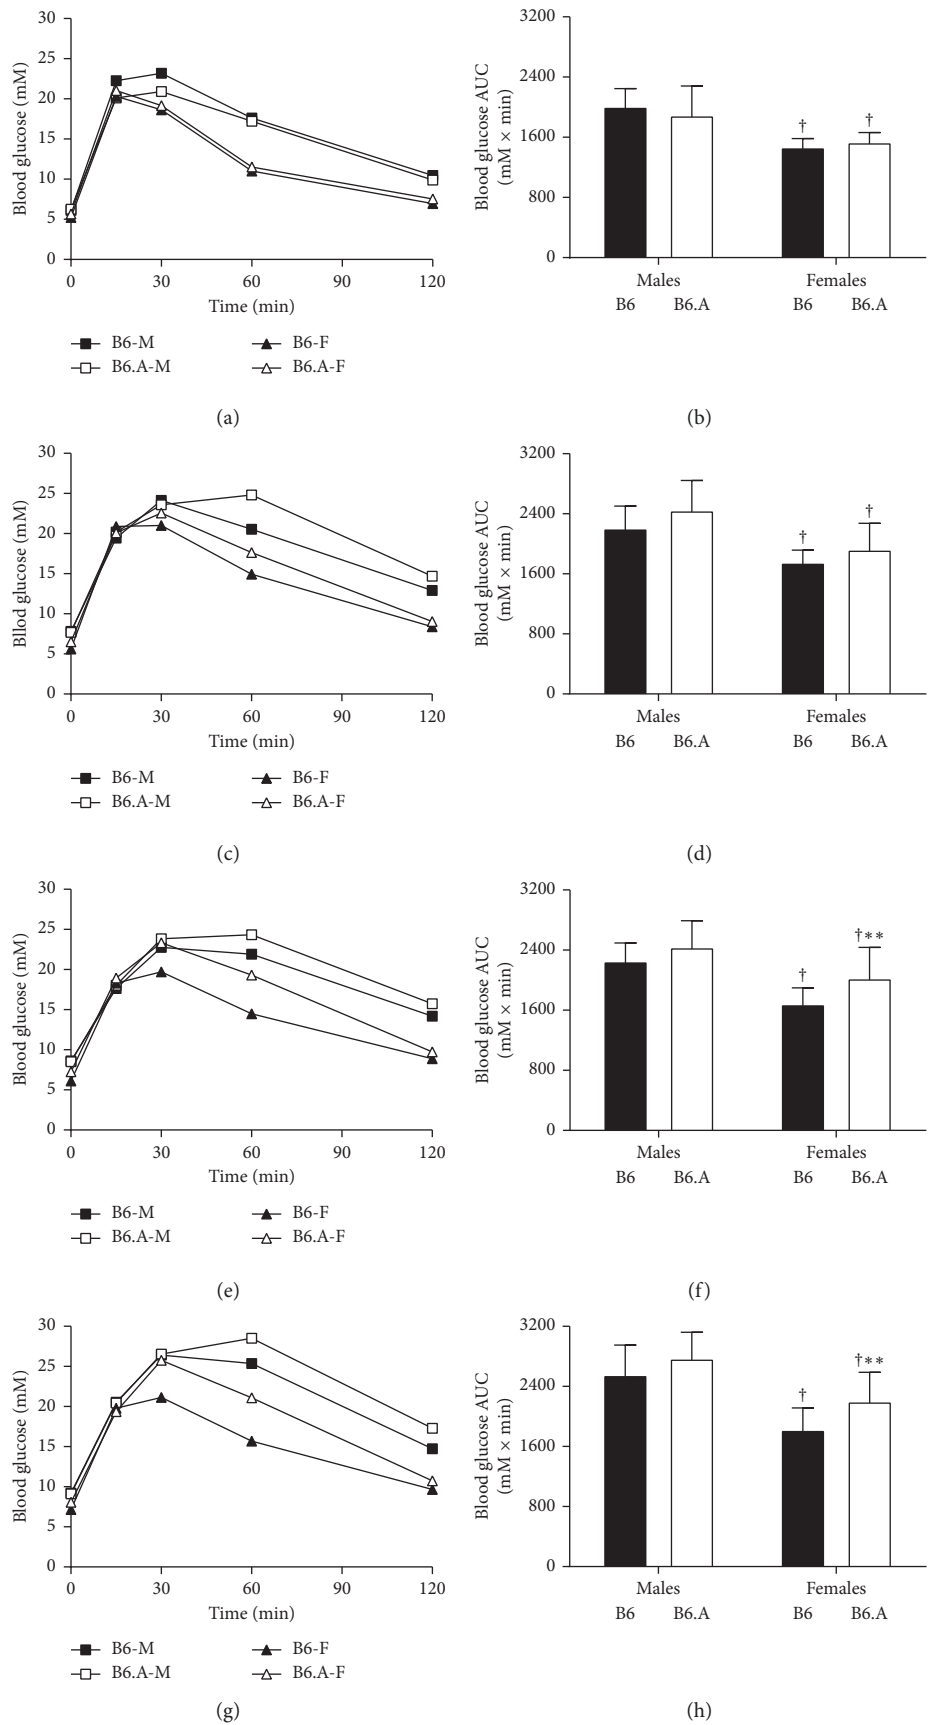 30
25
20
15
10
5
0
Blood glucose (mM)
0 30 60 90 120
Time (min)
B6-M B6-F
B6.A-M B6.A-F
(a)
3200
2400
1600
800
0
Blood glucose AUC
(mM × min)
† †
Males Females
B6 B6.A B6 B6.A
(b)
30
25
20
15
10
5
0
Bllod glucose (mM)
0 30 60 90 120
Time (min)
B6-M B6-F
B6.A-M B6.A-F
(c)
3200
2400
1600
800
0
Blood glucose AUC
(mM × min)
† †
Males Females
B6 B6.A B6 B6.A
(d)
30
25
20
15
10
5
0
Blood glucose (mM)
0 30 60 90 120
Time (min)
B6-M B6-F
B6.A-M B6.A-F
(e)
3200
2400
1600
800
0
Blood glucose AUC
(mM × min)
† †**
Males Females
B6 B6.A B6 B6.A
(f)
30
25
20
15
10
5
0
Blood glucose (mM)
0 30 60 90 120
Time (min)
B6-M B6-F
B6.A-M B6.A-F
(g)
3200
2400
1600
800
0
Blood glucose AUC
(mM × min)
† †**
Males Females
B6 B6.A B6 B6.A
(h)